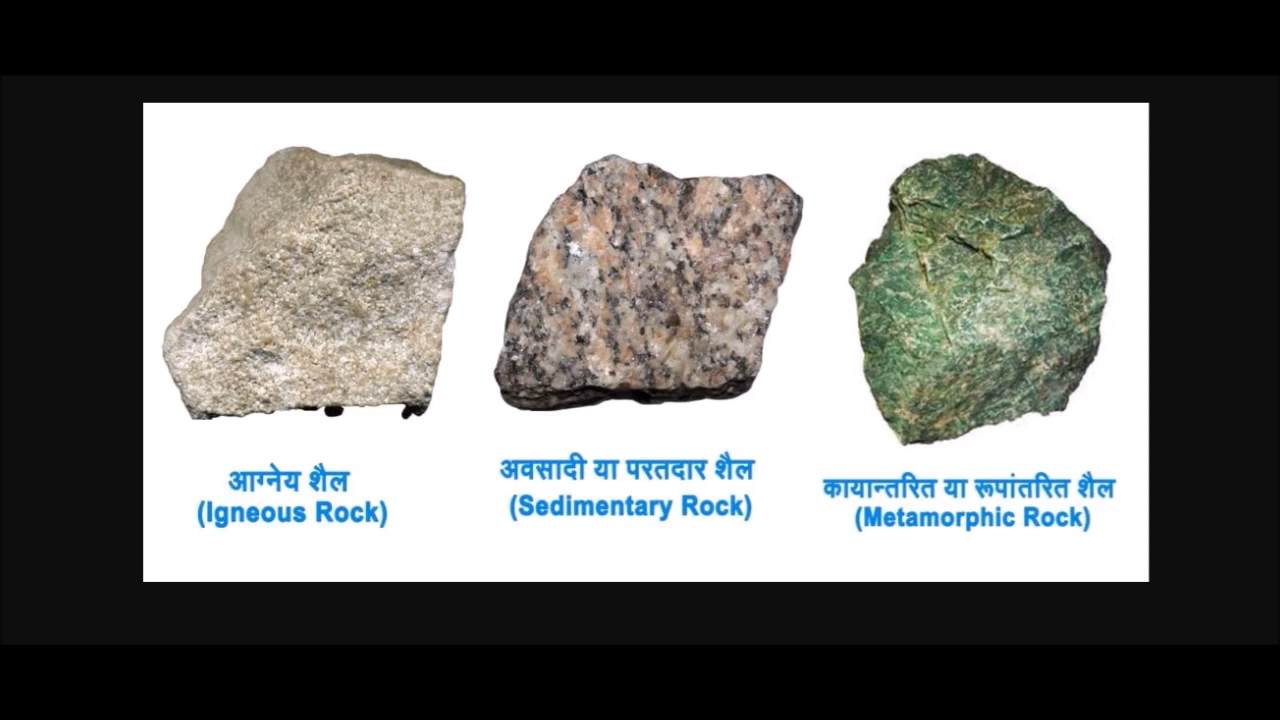 आग्नेय शैल
(Igneous Rock)
अवसादी या परतदार शैल
(Sedimentary Rock)
कायान्तरित या रूपांतरित शैल
(Metamorphic Rock)